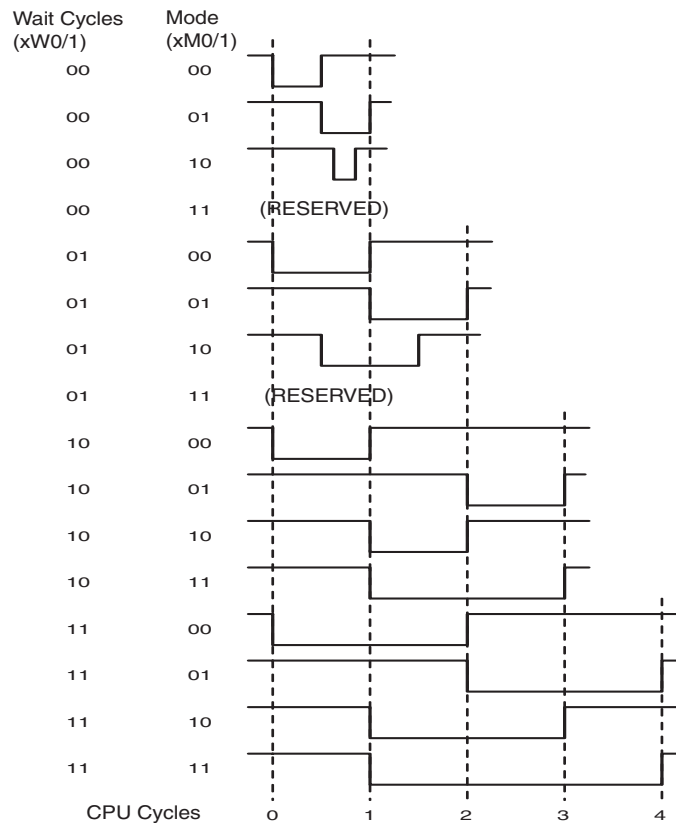 Wait Cycles Mode
(xW0/1) (xM0/1)
00 00
00 01
00 10
00 11 (RESERVED)
01 00
01 01
01 10
01 11 (RESERVED)
10 00
10 01
10 10
10 11
11 00
11 01
11 10
11 11
CPU Cycles 0 1 2 3 4